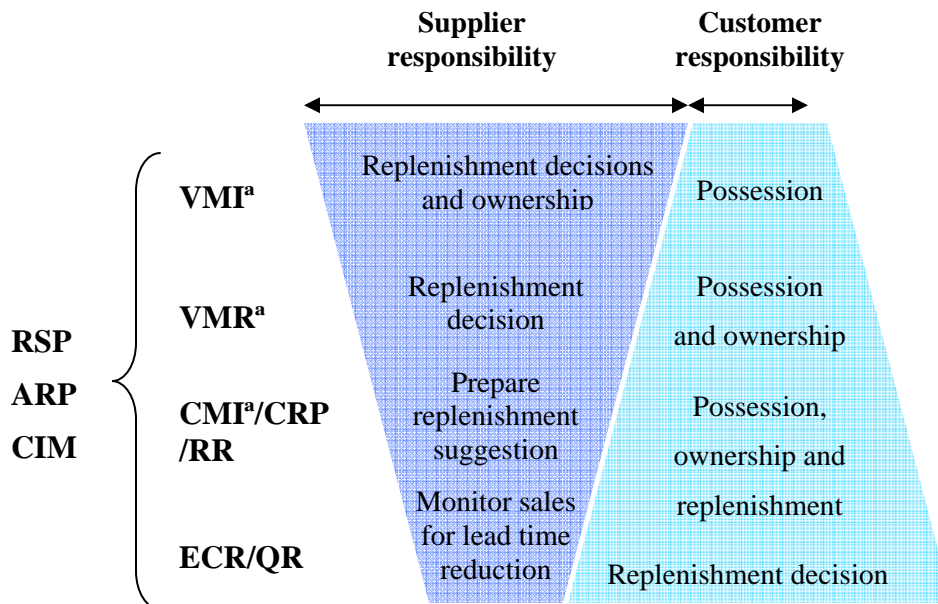 Supplier
responsibility
Customer
responsibility
RSP
ARP
CIM
VMIᵃ
Replenishment decisions
and ownership
Possession
VMRᵃ
Replenishment
decision
Possession
and ownership
CMIᵃ/CRP
/RR
Prepare
replenishment
suggestion
Possession,
ownership and
replenishment
ECR/QR
Monitor sales
for lead time
reduction
Replenishment decision